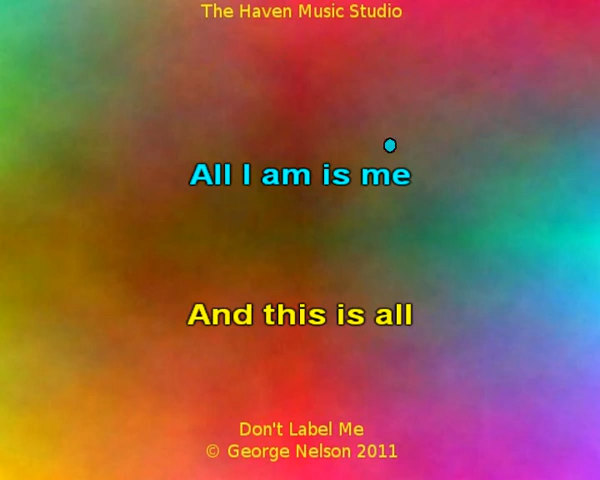 The Haven Music Studio
All I am is me
And this is all
Don't Label Me
© George Nelson 2011